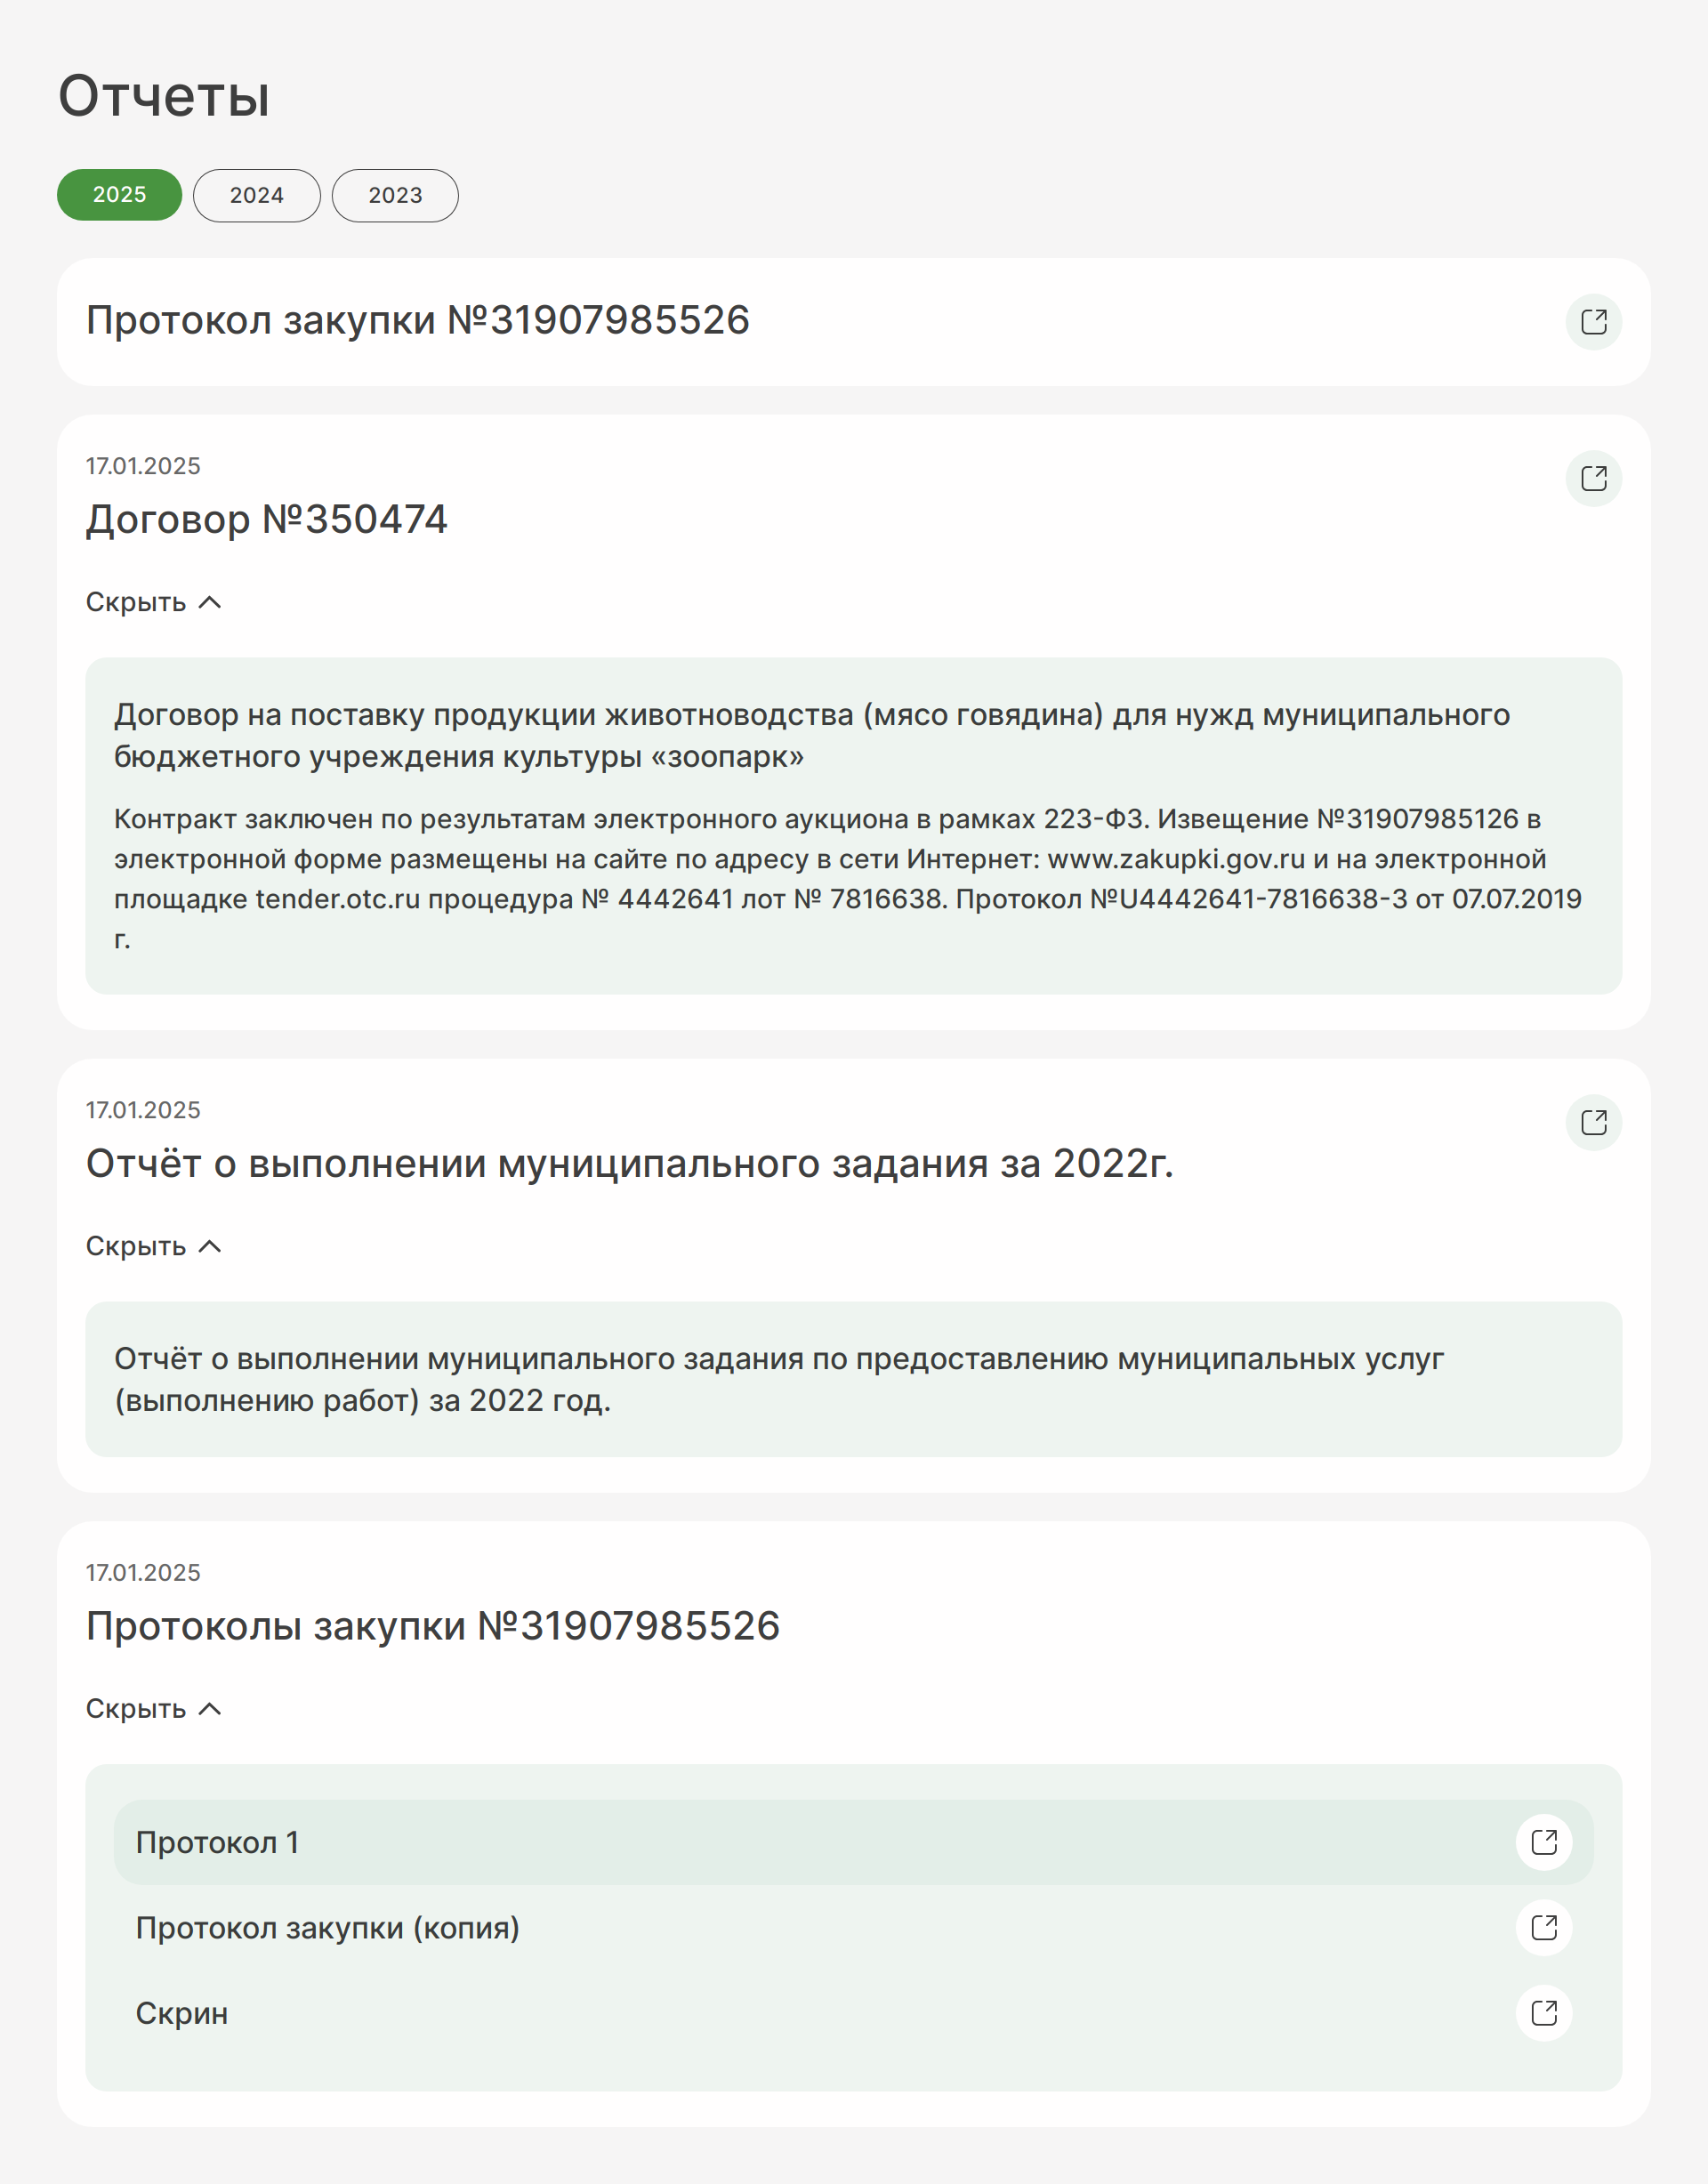 Отчеты
2025 2024 2023
Протокол закупки №31907985526
17.01.2025
Договор №350474
Скрыть
Договор на поставку продукции животноводства (мясо говядина) для нужд муниципального
бюджетного учреждения культуры «зоопарк»
Контракт заключен по результатам электронного аукциона в рамках 223-ФЗ. Извещение №31907985126 в
электронной форме размещены на сайте по адресу в сети Интернет: www.zakupki.gov.ru и на электронной
площадке tender.otc.ru процедура № 4442641 лот № 7816638. Протокол №U4442641-7816638-3 от 07.07.2019
г.
17.01.2025
Отчёт о выполнении муниципального задания за 2022г.
Скрыть
Отчёт о выполнении муниципального задания по предоставлению муниципальных услуг
(выполнению работ) за 2022 год.
17.01.2025
Протоколы закупки №31907985526
Скрыть
Протокол 1
Протокол закупки (копия)
Скрин